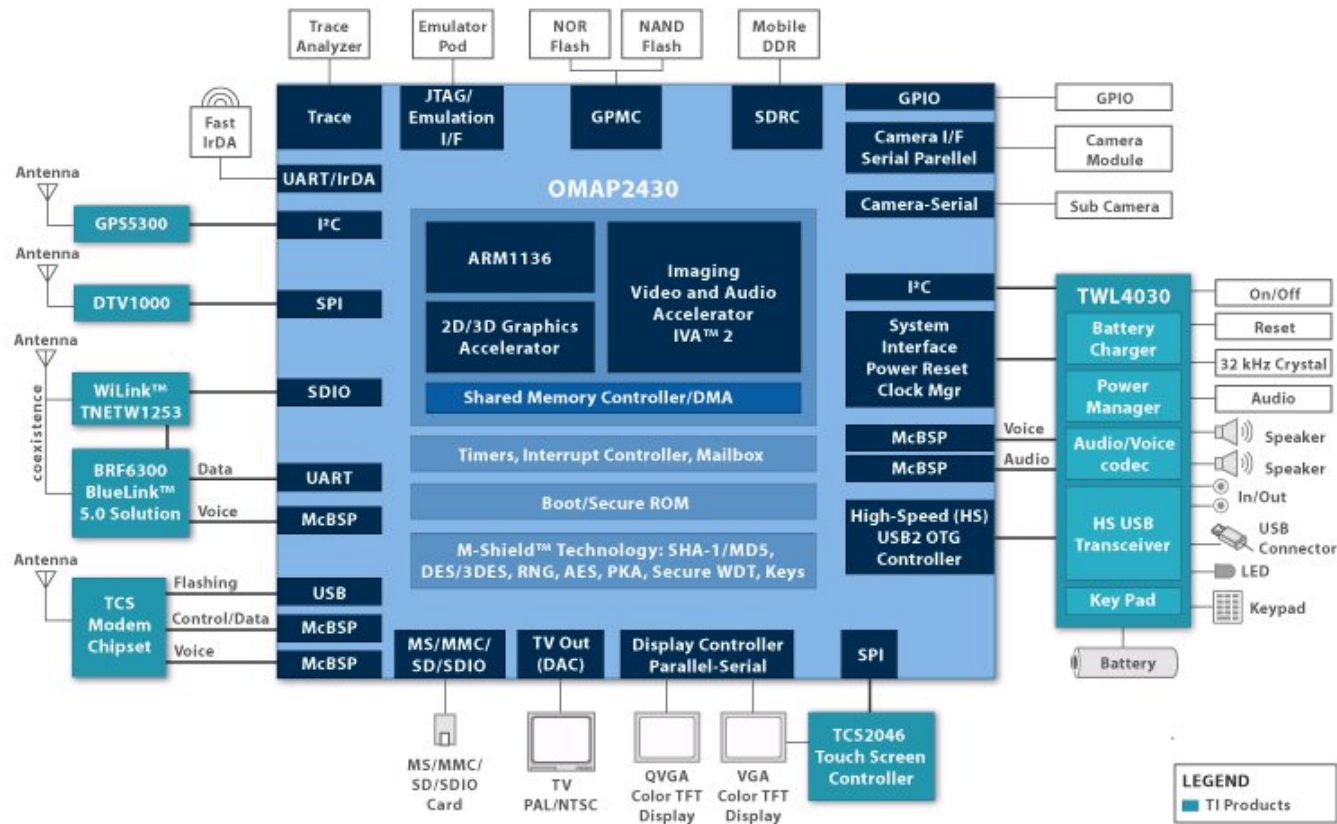 Trace
Analyzer
Emulator
Pod
NOR
Flash
NAND
Flash
Mobile
DDR
Fast
IrDA
Trace
JTAG/
Emulation
I/F
GPMC
SDRC
GPIO
GPIO
Camera I/F
Serial Parellel
Camera
Module
UART/IrDA
OMAP2430
Camera-Serial
Sub Camera
Antenna
GPS5300
I²C
Antenna
DTV1000
SPI
ARM1136
2D/3D Graphics
Accelerator
Imaging
Video and Audio
Accelerator
IVA™ 2
Shared Memory Controller/DMA
I²C
System
Interface
Power Reset
Clock Mgr
TWL4030
Battery
Charger
Power
Manager
Audio/Voice
codec
HS USB
Transceiver
Key Pad
On/Off
Reset
32 kHz Crystal
Audio
Speaker
Speaker
In/Out
USB
Connector
LED
Keypad
Battery
Antenna
coexistence
WiLink™
TNETW1253
SDIO
BRF6300
BlueLink™
5.0 Solution
Data
UART
Voice
McBSP
Timers, Interrupt Controller, Mailbox
Boot/Secure ROM
M-Shield™ Technology: SHA-1/MD5,
DES/3DES, RNG, AES, PKA, Secure WDT, Keys
McBSP
Voice
McBSP
Audio
High-Speed (HS)
USB2 OTG
Controller
Antenna
TCS
Modem
Chipset
Flashing
USB
Control/Data
McBSP
Voice
McBSP
MS/MMC/
SD/SDIO
TV Out
(DAC)
Display Controller
Parallel-Serial
SPI
MS/MMC/
SD/SDIO
Card
TV
PAL/NTSC
QVGA
Color TFT
Display
VGA
Color TFT
Display
TCS2046
Touch Screen
Controller
LEGEND
TI Products